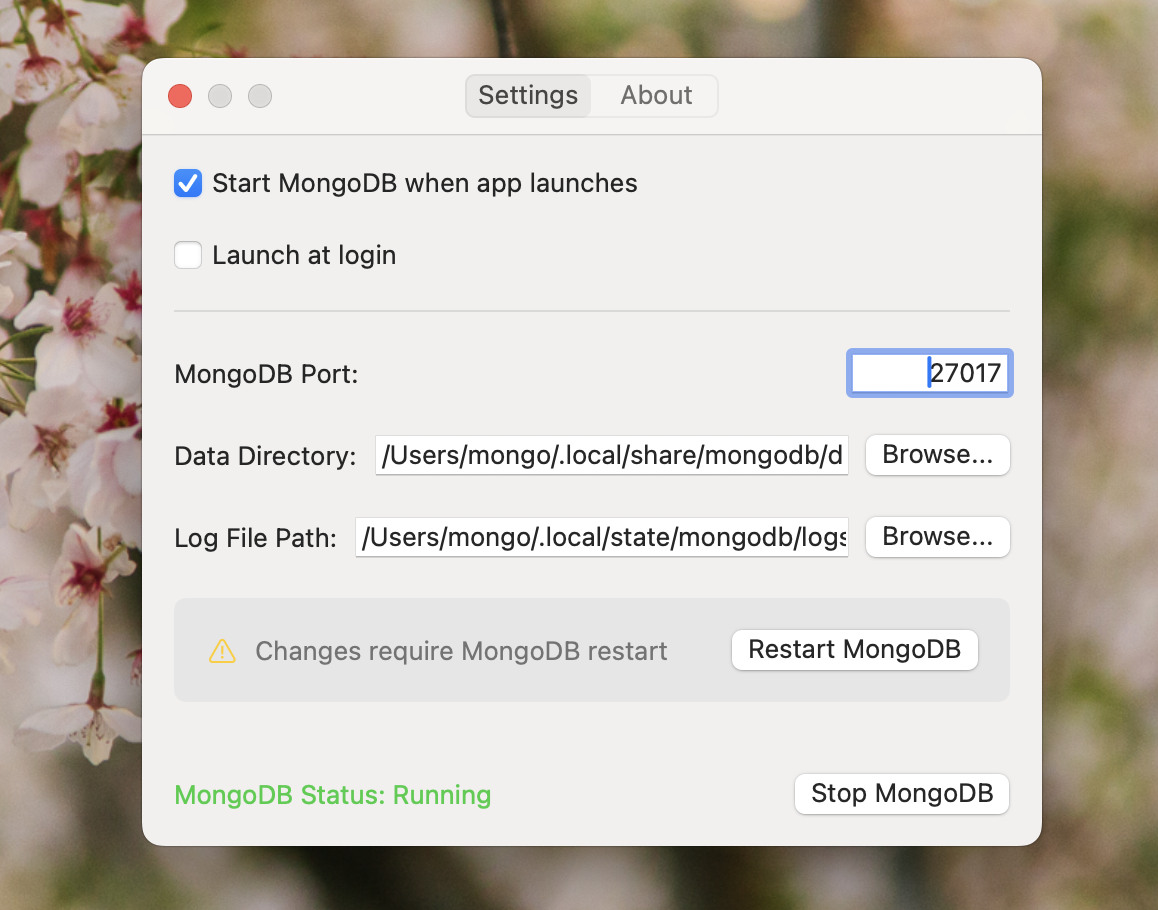 Settings About
Start MongoDB when app launches
Launch at login
MongoDB Port: 27017
Data Directory: /Users/mongo/.local/share/mongodb/d Browse...
Log File Path: /Users/mongo/.local/state/mongodb/logs Browse...
Changes require MongoDB restart Restart MongoDB
MongoDB Status: Running Stop MongoDB